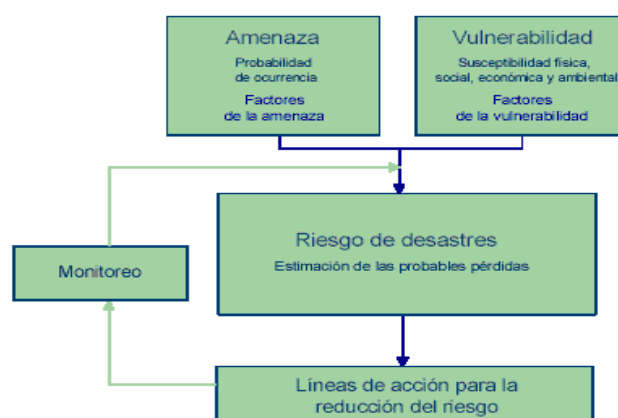 Amenaza
Probabilidad
de ocurrencia
Factores
de la amenaza
Vulnerabilidad
Susceptibilidad física,
social, económica y ambiental
Factores
de la vulnerabilidad
Riesgo de desastres
Estimación de las probables pérdidas
Monitoreo
Líneas de acción para la
reducción del riesgo